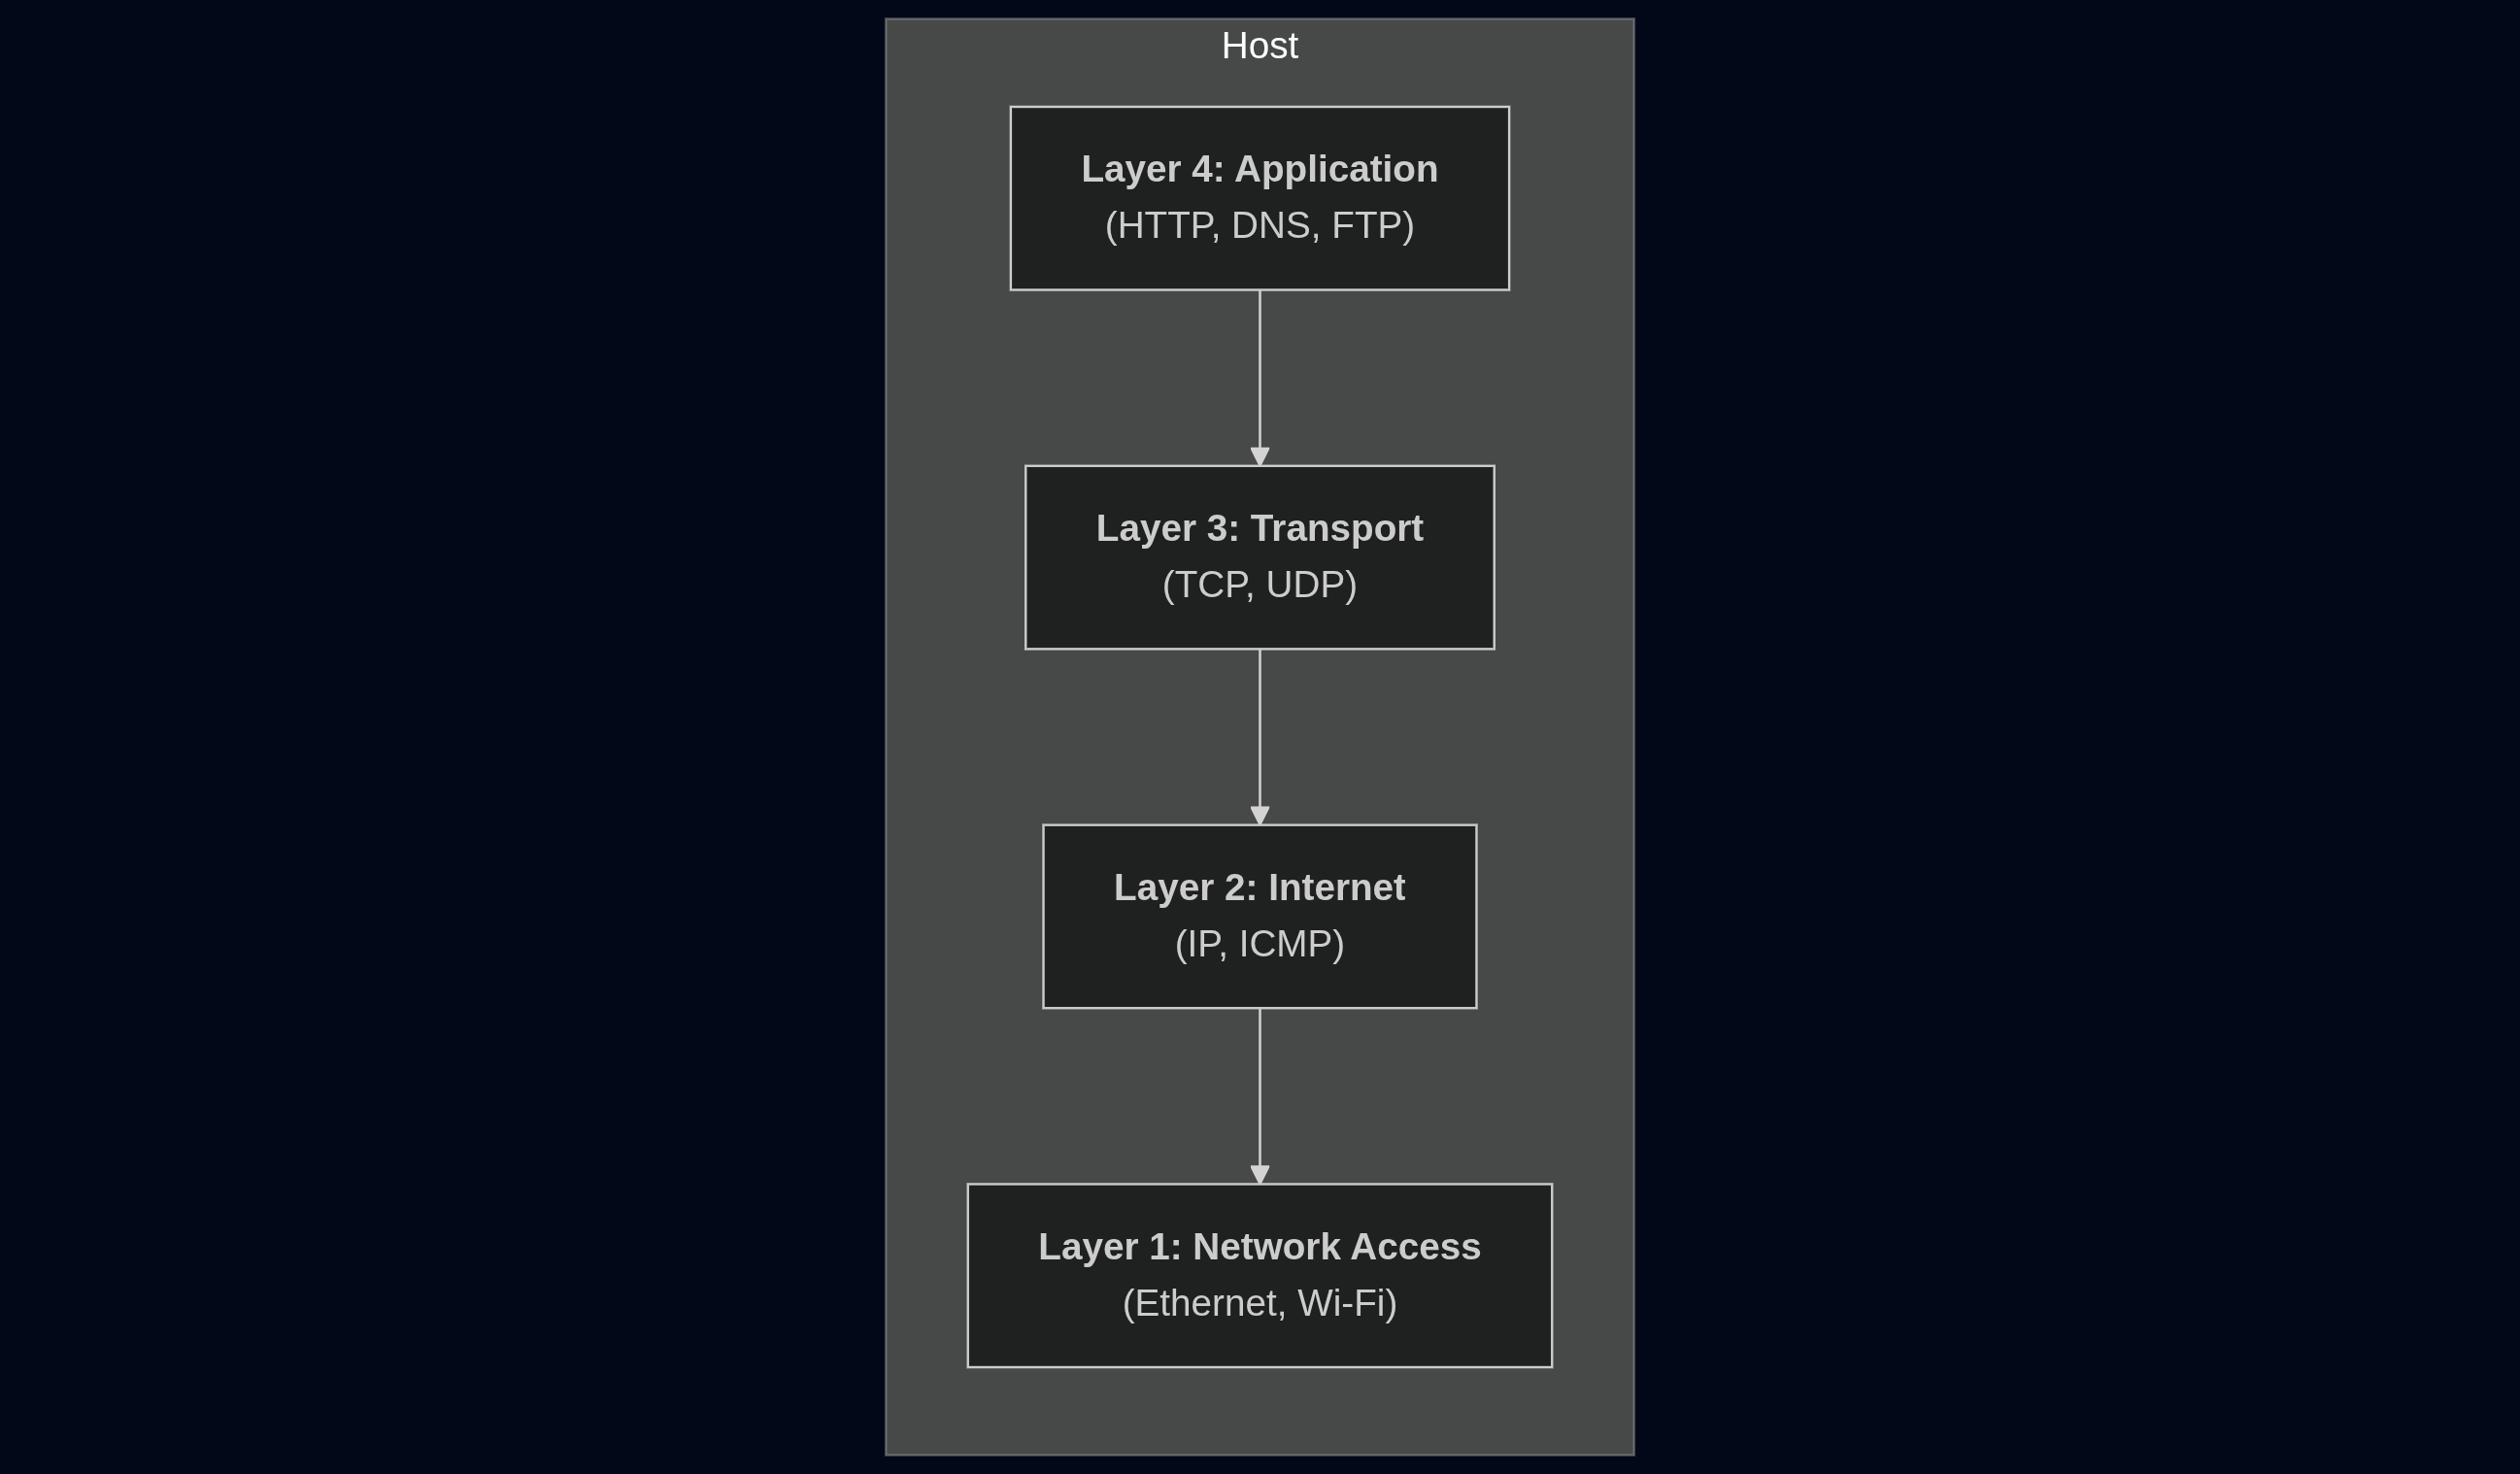 Host
Layer 4: Application
(HTTP, DNS, FTP)
Layer 3: Transport
(TCP, UDP)
Layer 2: Internet
(IP, ICMP)
Layer 1: Network Access
(Ethernet, Wi-Fi)